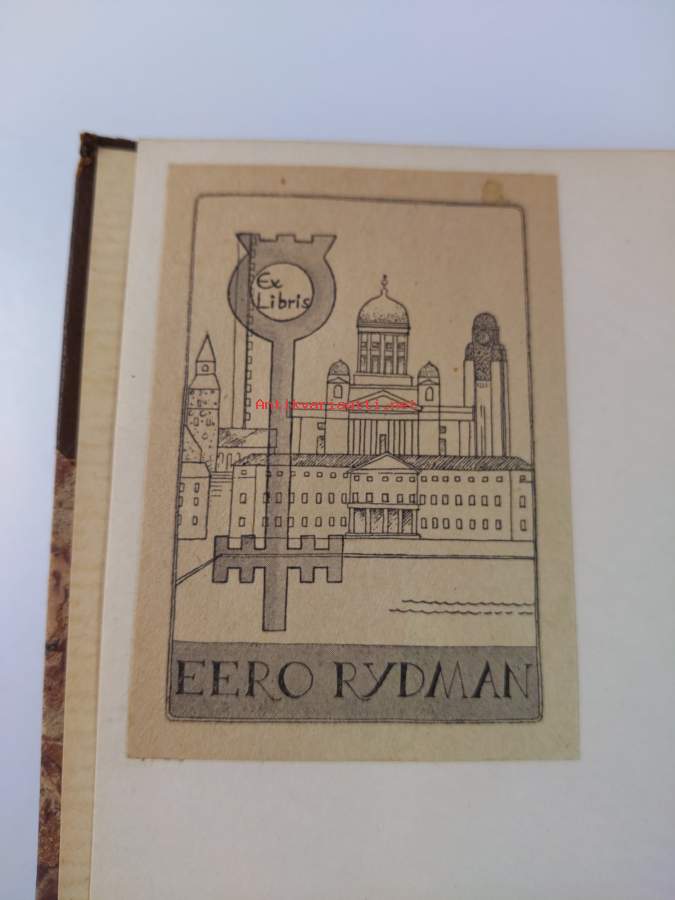 Ex
Libris
Antikvariaatti.net
EERO RYDMAN